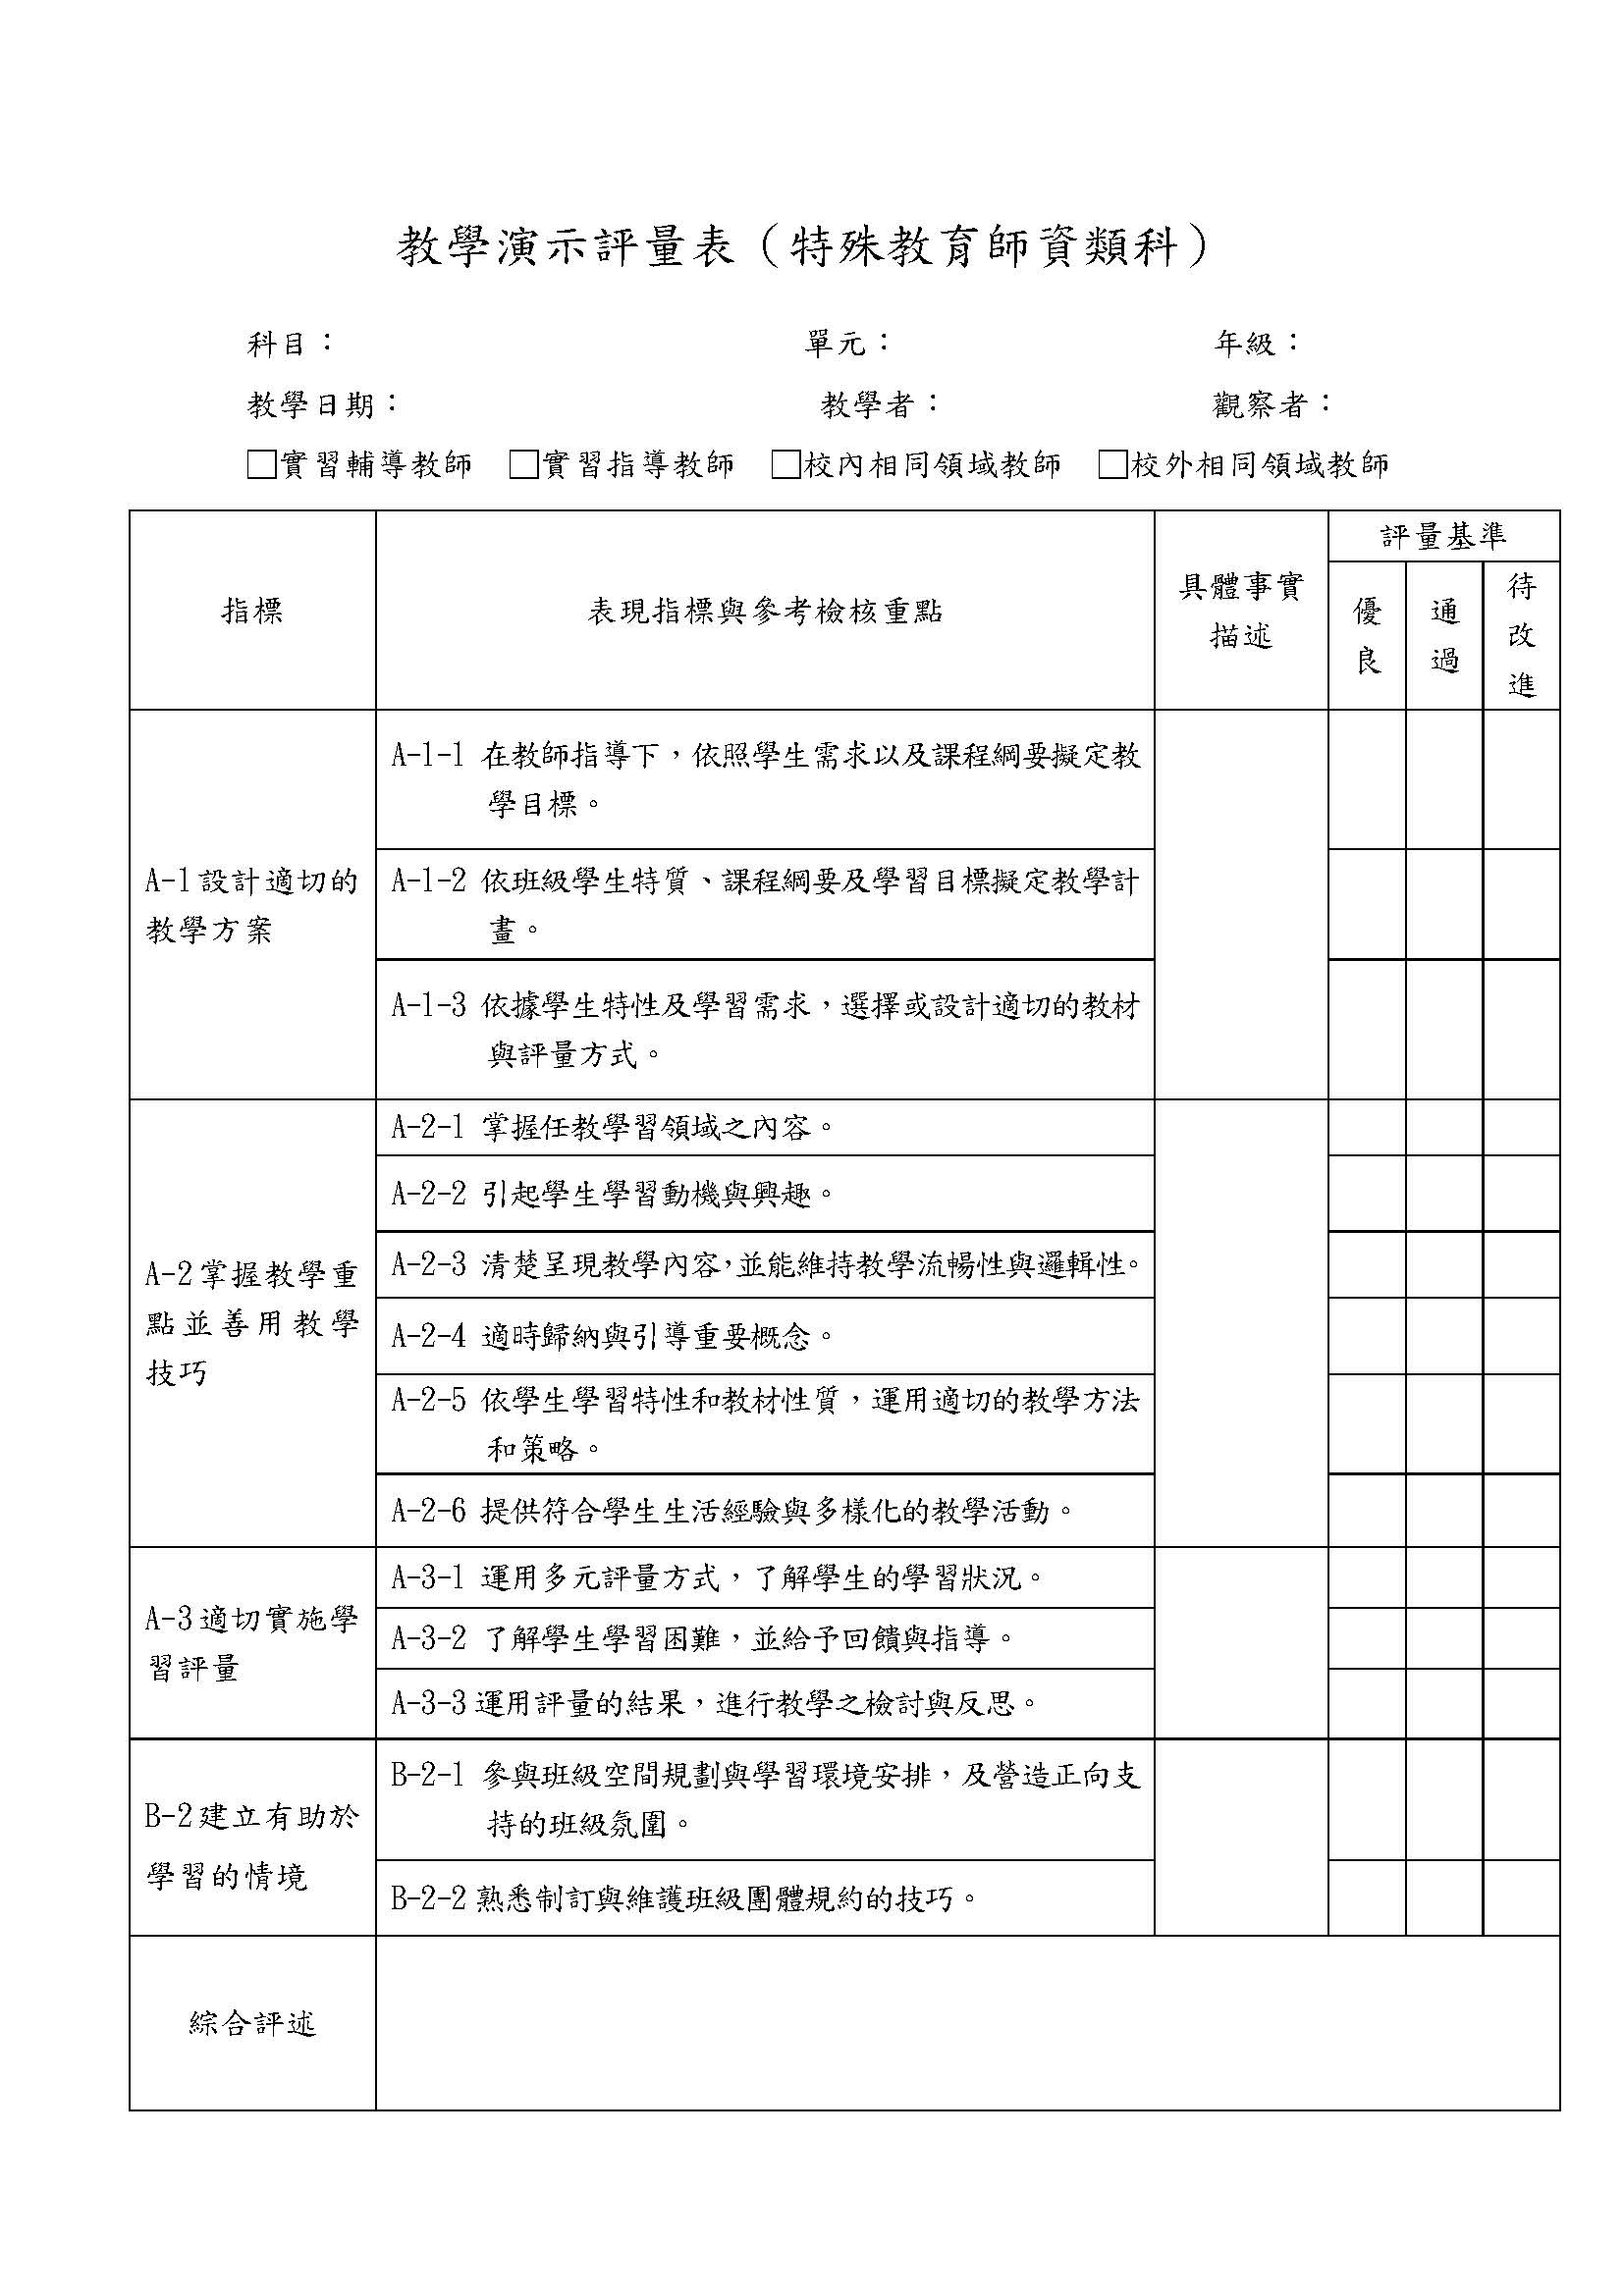 教學演示評量表（特殊教育師資類科）
科目： 單元： 年級：
教學日期： 教學者： 觀察者：
□實習輔導教師 □實習指導教師 □校內相同領域教師 □校外相同領域教師
指標
表現指標與參考檢核重點
具體事實
描述
評量基準
優
良
通
過
待
改
進
A-1設計適切的
教學方案
A-1-1 在教師指導下，依照學生需求以及課程綱要擬定教
學目標。
A-1-2 依班級學生特質、課程綱要及學習目標擬定教學計
畫。
A-1-3 依據學生特性及學習需求，選擇或設計適切的教材
與評量方式。
A-2掌握教學重
點並善用教學
技巧
A-2-1 掌握任教學習領域之內容。
A-2-2 引起學生學習動機與興趣。
A-2-3 清楚呈現教學內容，並能維持教學流暢性與邏輯性。
A-2-4 適時歸納與引導重要概念。
A-2-5 依學生學習特性和教材性質，運用適切的教學方法
和策略。
A-2-6 提供符合學生生活經驗與多樣化的教學活動。
A-3適切實施學
習評量
A-3-1 運用多元評量方式，了解學生的學習狀況。
A-3-2 了解學生學習困難，並給予回饋與指導。
A-3-3運用評量的結果，進行教學之檢討與反思。
B-2建立有助於
學習的情境
B-2-1 參與班級空間規劃與學習環境安排，及營造正向支
持的班級氛圍。
B-2-2熟悉制訂與維護班級團體規約的技巧。
綜合評述